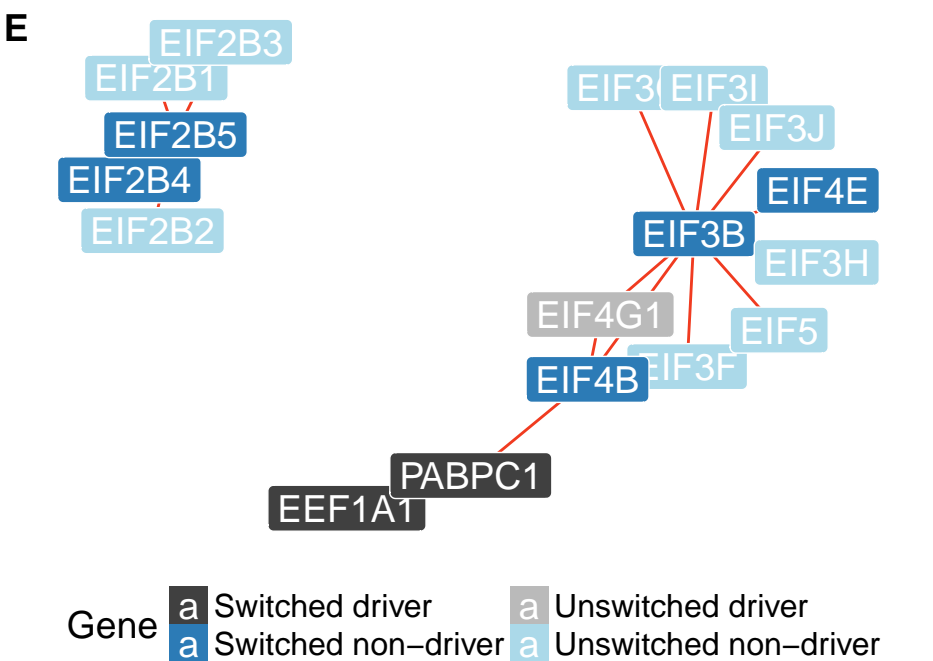 E
EIF2B3
EIF2B1
EIF2B5
EIF2B4
EIF2B2
EIF3I
EIF3J
EIF4E
EIF3B
EIF3H
EIF4G1
EIF5
EIF3F
EIF4B
PABPC1
EEF1A1
Gene
a Switched driver
a Unswitched driver
a Switched non−driver
a Unswitched non−driver